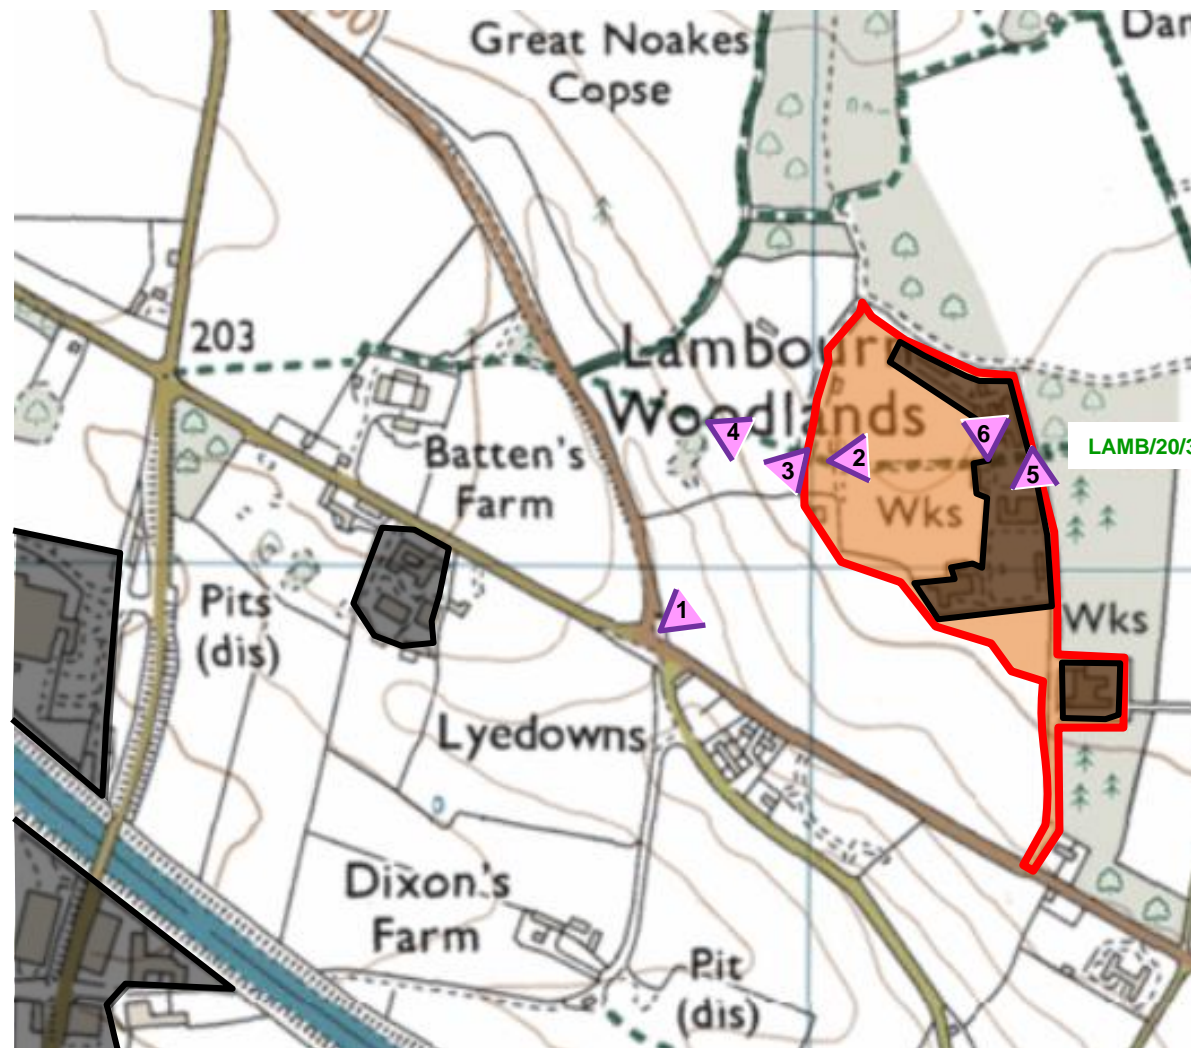 Great Noakes
Copse
Dar
203
Lambourn
Woodlands
4
6
3
2
5
LAMB/20/3
Batten's
Farm
Wks
Pits
(dis)
1
Wks
Lyedowns
Dixon's
Farm
Pit
(dis)